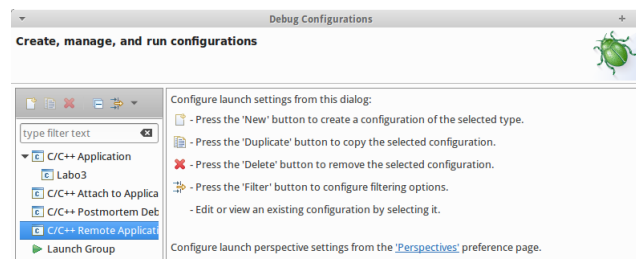 Debug Configurations
Create, manage, and run configurations
type filter text
C/C++ Application
Labo3
C/C++ Attach to Applica
C/C++ Postmortem Deb
C/C++ Remote Applicati
Launch Group
Configure launch settings from this dialog:
- Press the 'New' button to create a configuration of the selected type.
- Press the 'Duplicate' button to copy the selected configuration.
- Press the 'Delete' button to remove the selected configuration.
- Press the 'Filter' button to configure filtering options.
- Edit or view an existing configuration by selecting it.
Configure launch perspective settings from the 'Perspectives' preference page.